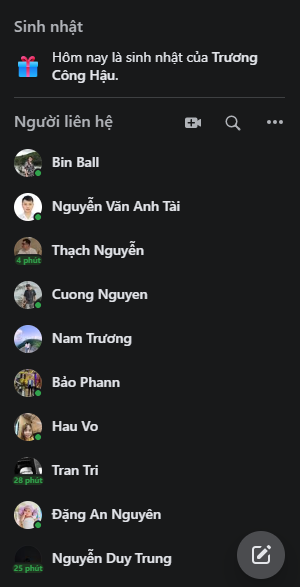 Sinh nhật
Hôm nay là sinh nhật của Trương
Công Hậu.
Người liên hệ
Bin Ball
Nguyễn Văn Anh Tài
Thạch Nguyễn
4 phút
Cuong Nguyen
Nam Trương
Bảo Phann
Hau Vo
Tran Tri
28 phút
Đặng An Nguyên
Nguyễn Duy Trung
25 phút